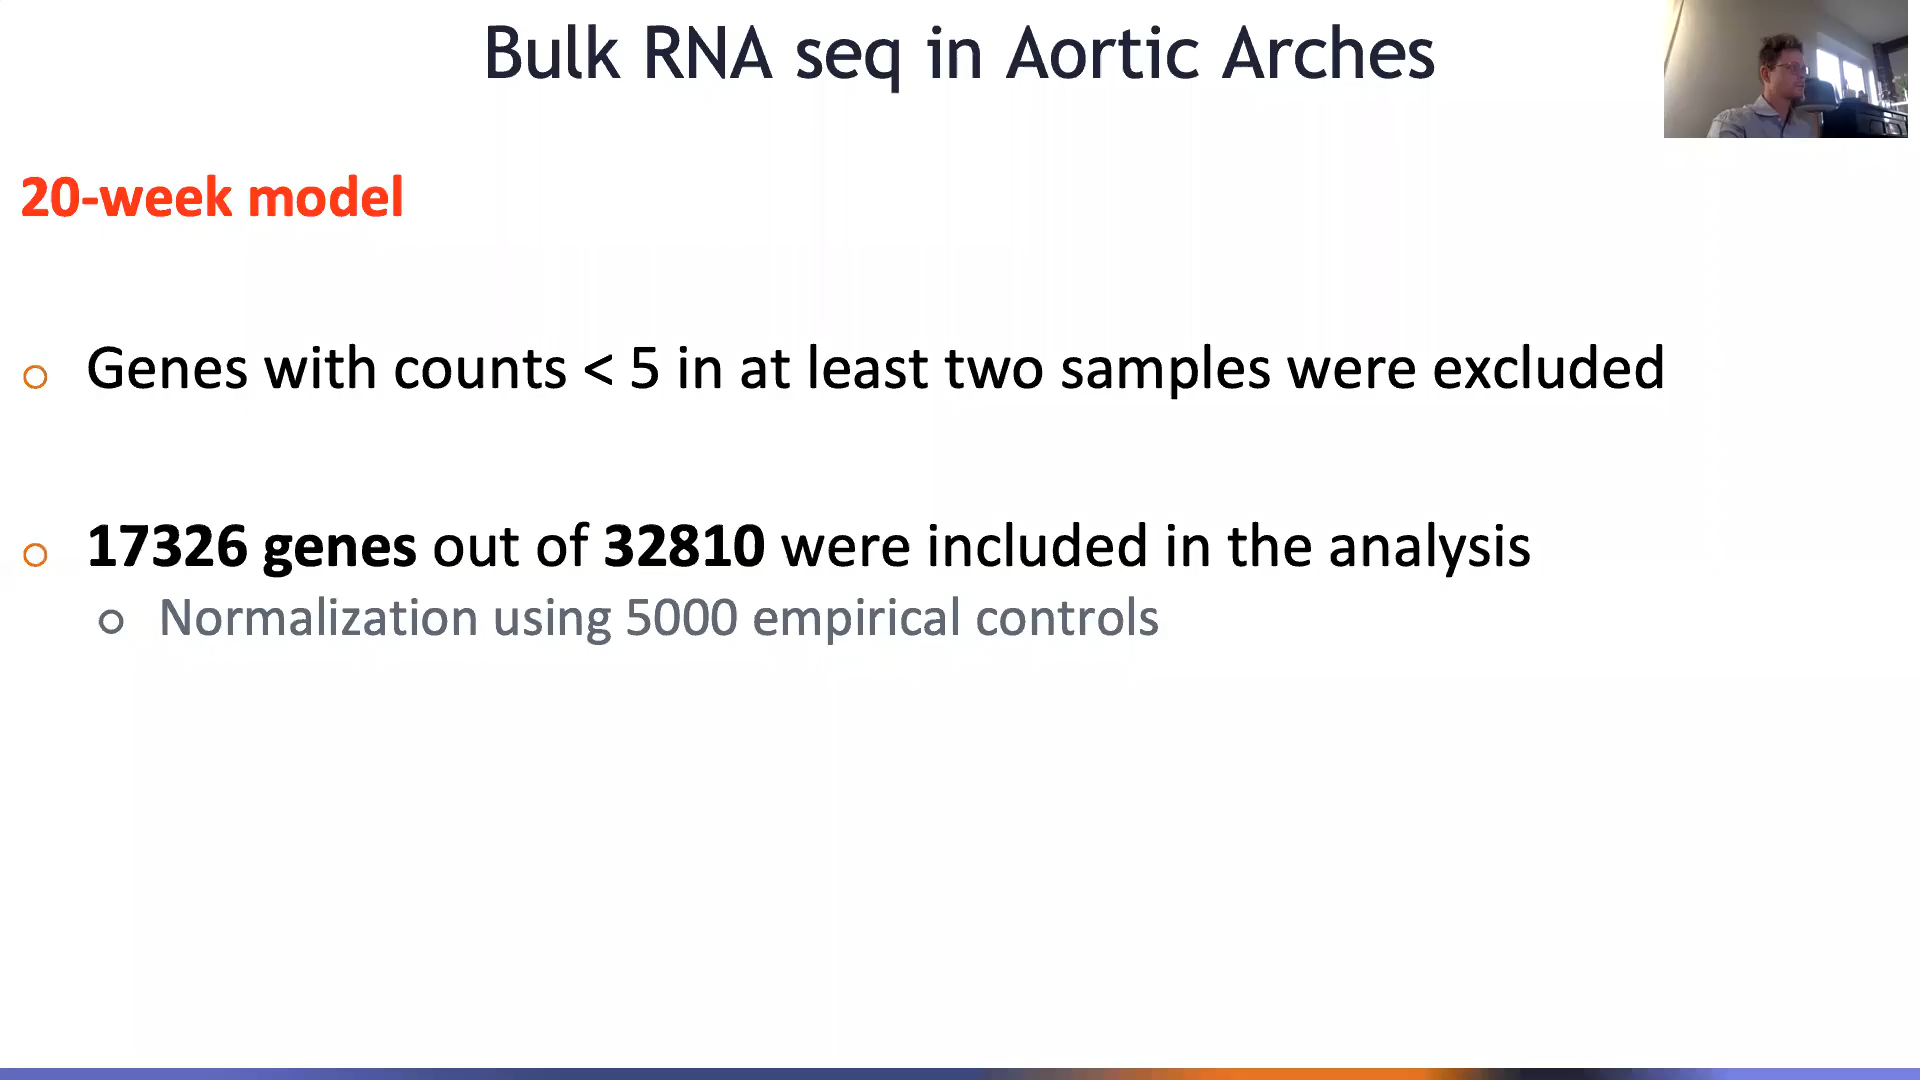 Bulk RNA seq in Aortic Arches
20-week model
Genes with counts < 5 in at least two samples were excluded
17326 genes out of 32810 were included in the analysis
Normalization using 5000 empirical controls